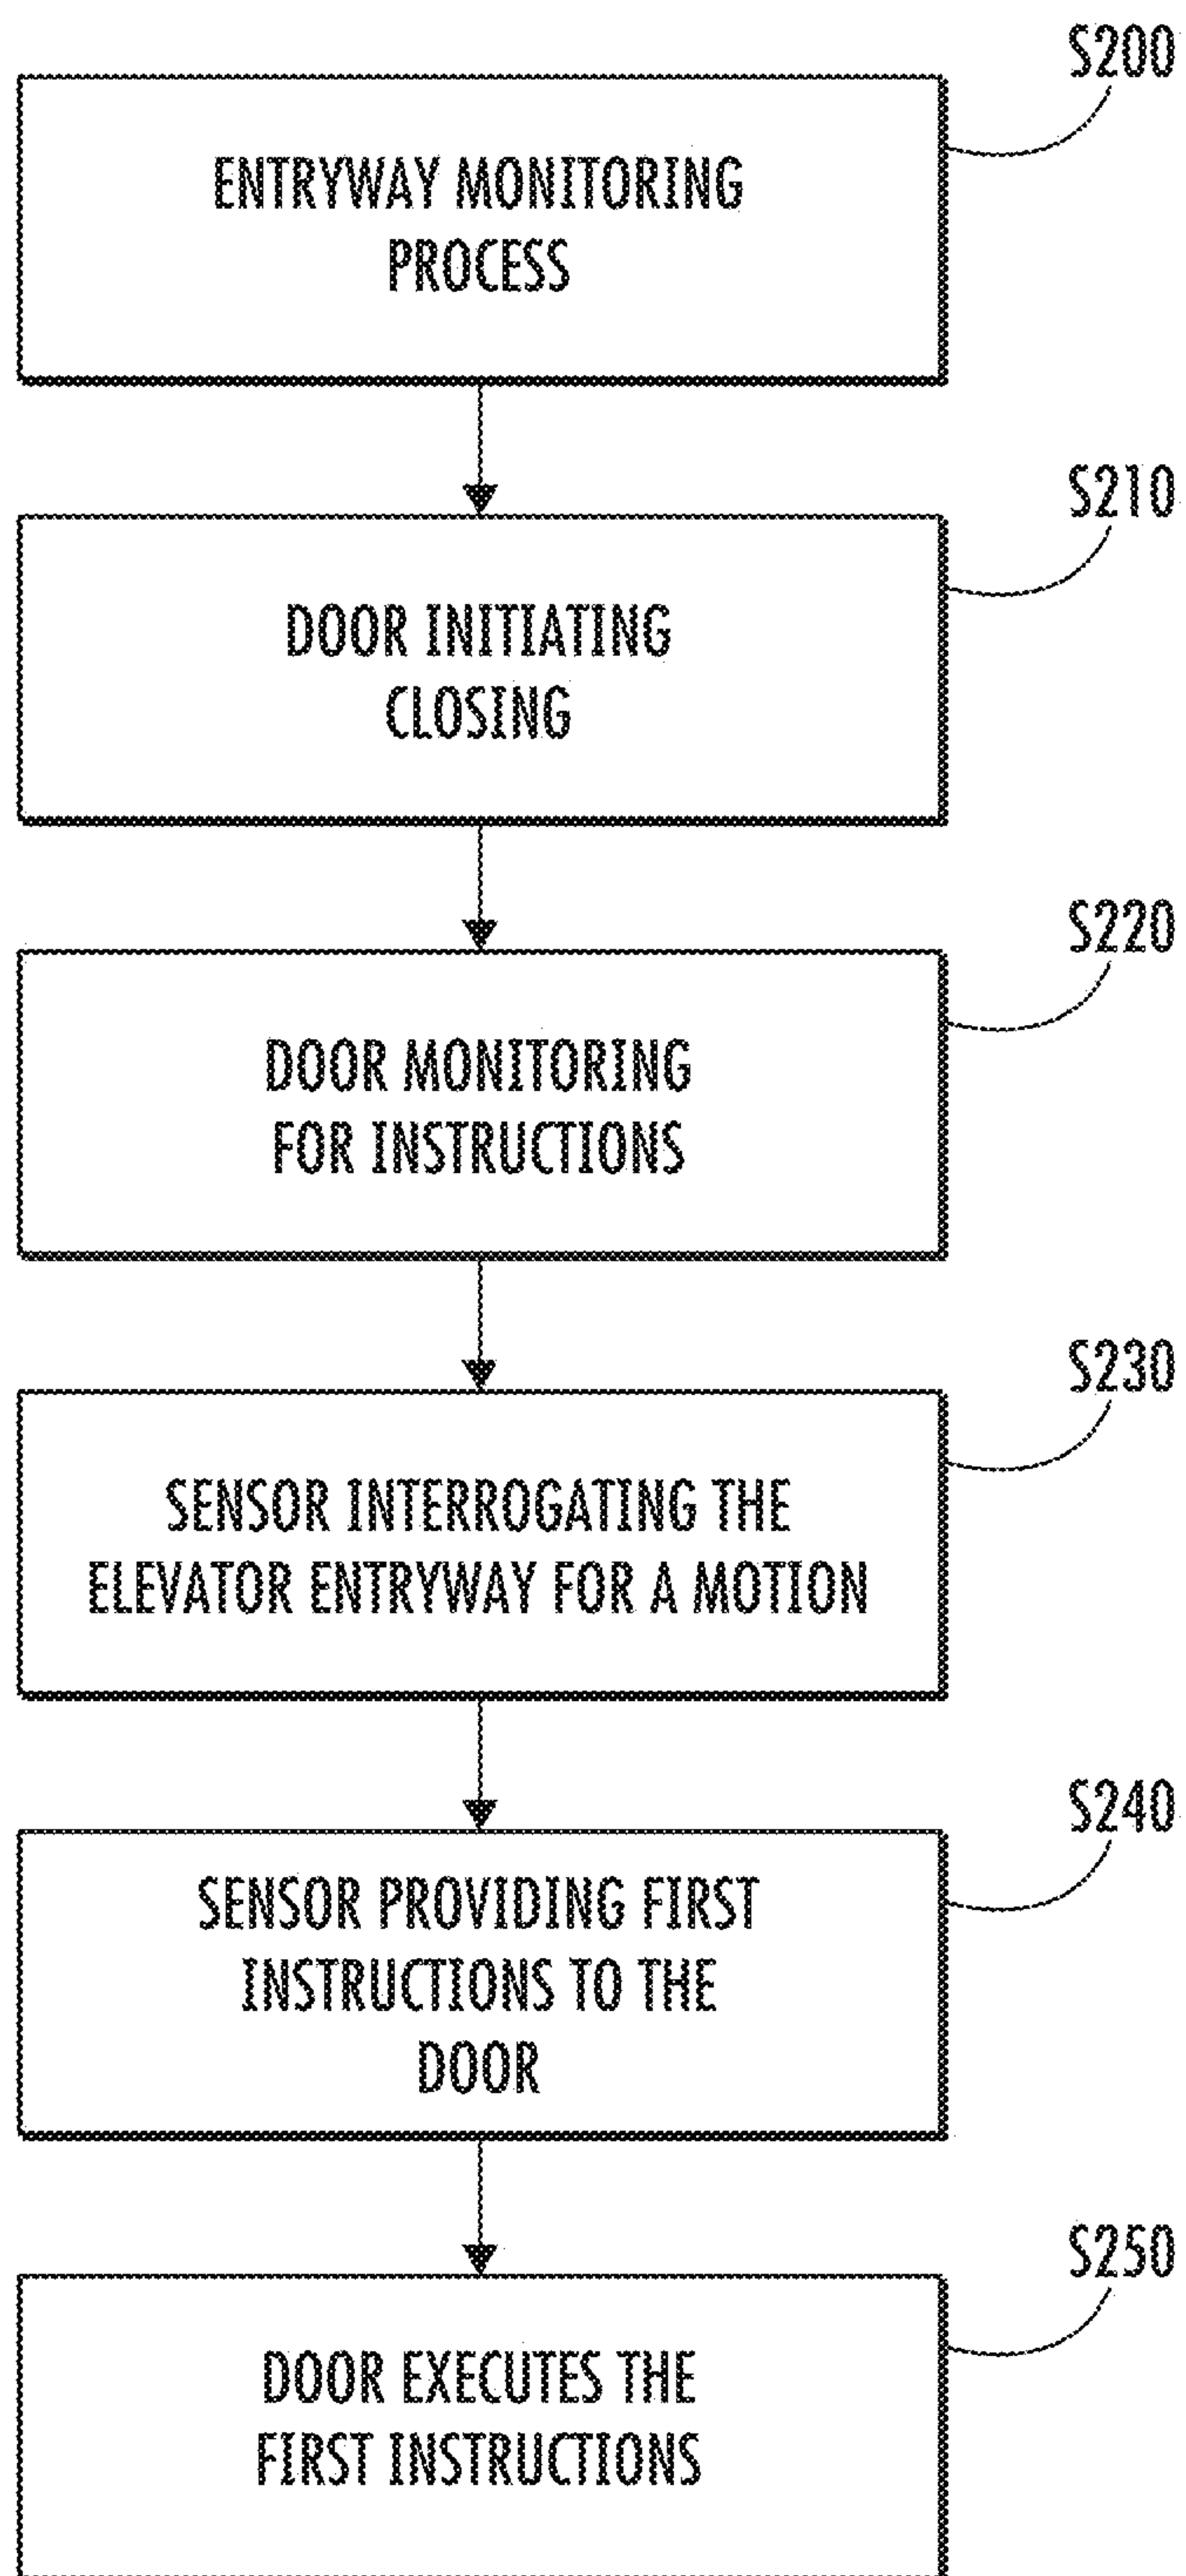 S200
ENTRYWAY MONITORING
PROCESS
S210
DOOR INITIATING
CLOSING
S220
DOOR MONITORING
FOR INSTRUCTIONS
S230
SENSOR INTERROGATING THE
ELEVATOR ENTRYWAY FOR A MOTION
S240
SENSOR PROVIDING FIRST
INSTRUCTIONS TO THE
DOOR
S250
DOOR EXECUTES THE
FIRST INSTRUCTIONS